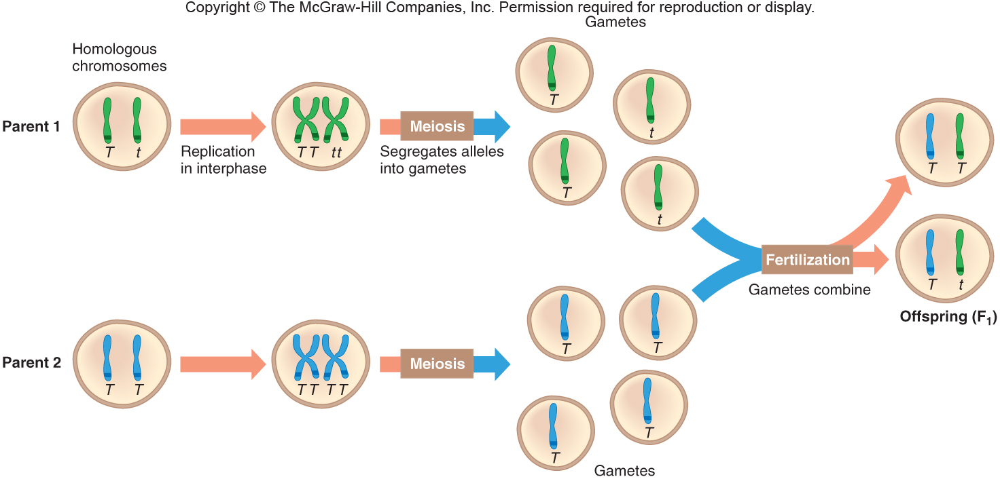 Copyright © The McGraw-Hill Companies, Inc. Permission required for reproduction or display.
Gametes
Homologous
chromosomes
Parent 1
T t
Replication
in interphase
T T t t
Meiosis
Segregates alleles
into gametes
T
t
T
t
T T
Fertilization
Gametes combine
T t
Offspring (F1)
Parent 2
T T
T T T T
Meiosis
T
T
T
T
Gametes